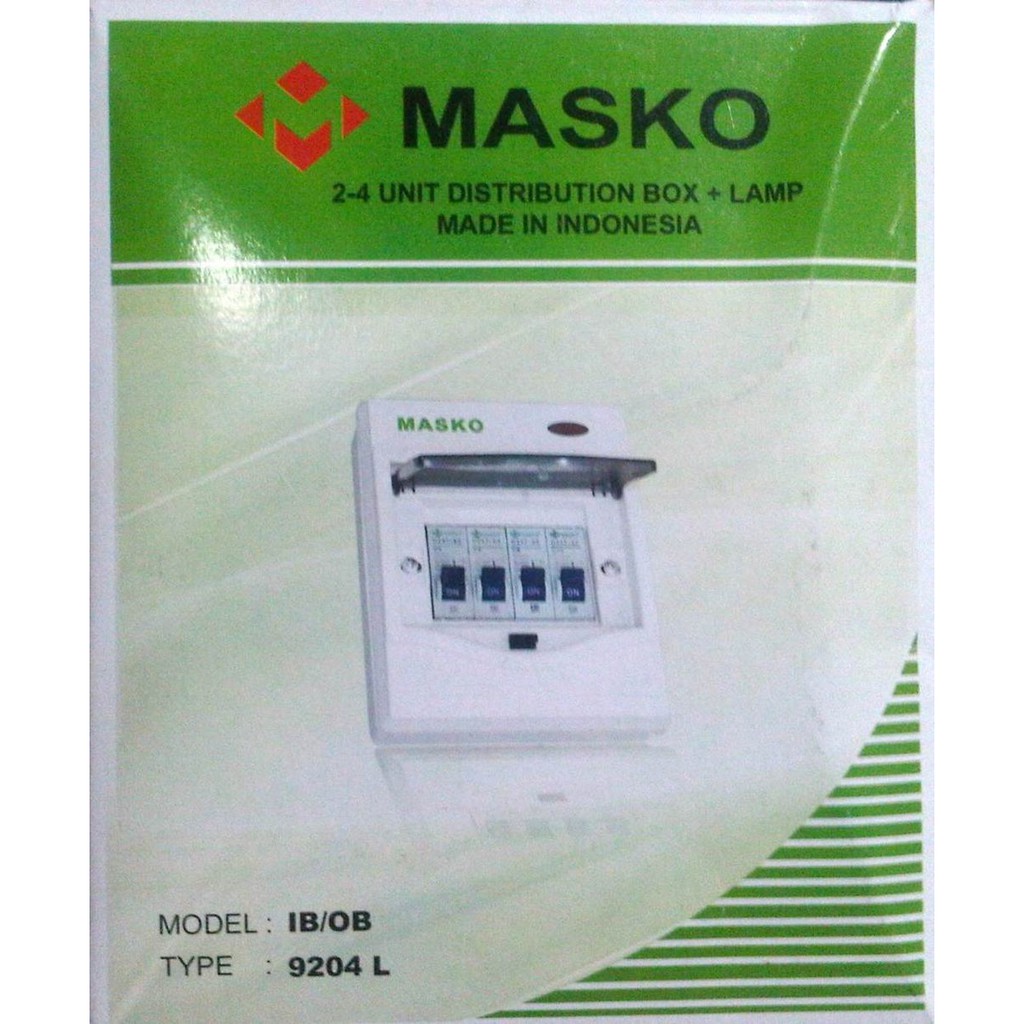 MASKO
2-4 UNIT DISTRIBUTION BOX + LAMP
MADE IN INDONESIA
MASKO
ON ON ON ON
MODEL : IB/OB
TYPE : 9204 L